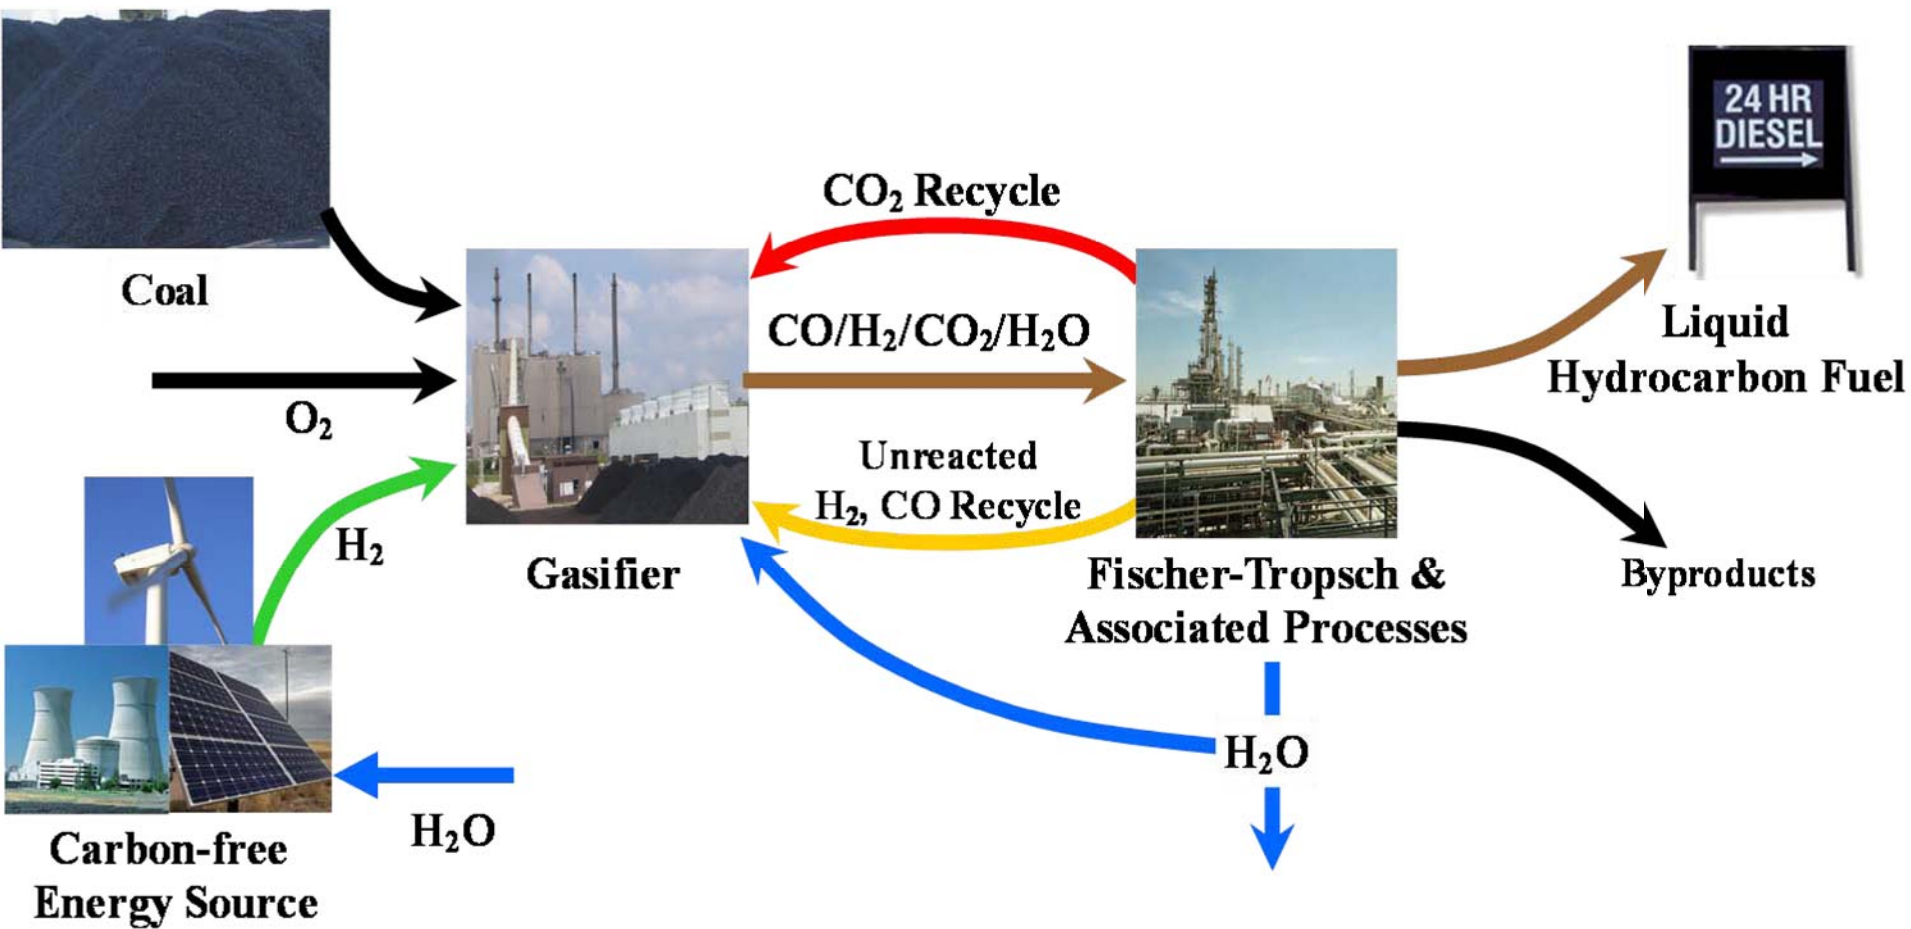 24 HR
DIESEL
CO₂ Recycle
Coal
CO/H₂/CO₂/H₂O
Liquid
Hydrocarbon Fuel
O₂
Unreacted
H₂, CO Recycle
H₂
Gasifier
Fischer-Tropsch &
Associated Processes
Byproducts
H₂O
H₂O
Carbon-free
Energy Source